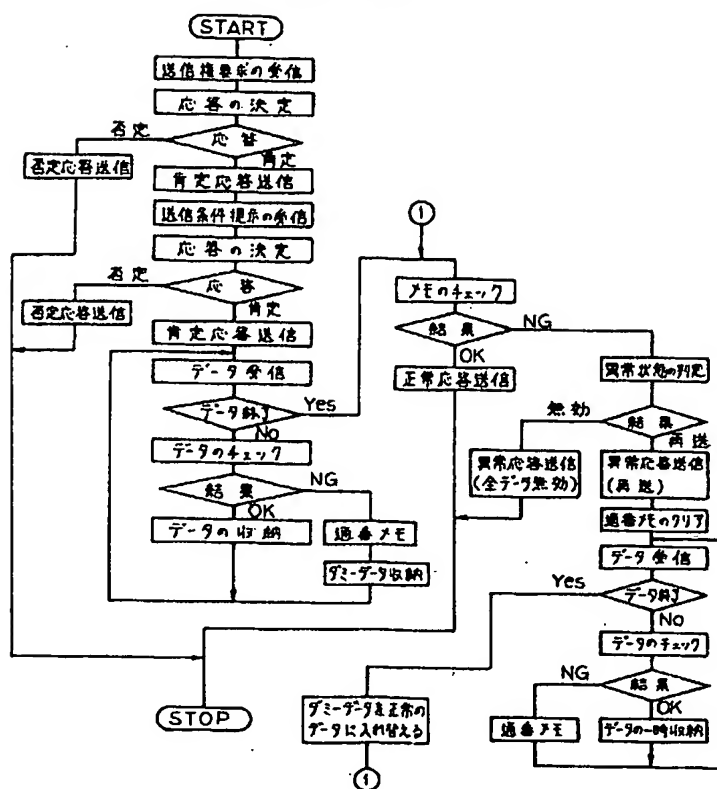 START
送信権要求の受信
応答の決定
応答
否定
肯定
否定応答送信
肯定応答送信
送信条件提示の受信
応答の決定
応答
否定
肯定
否定応答送信
肯定応答送信
データ受信
データ終了
Yes
No
データのチェック
結果
NG
OK
データの収納
通番メモ
ダミーデータ収納
STOP
1
メモのチェック
結果
NG
OK
正常応答送信
異常状態の判定
結果
無効
再送
異常応答送信
(全データ無効)
異常応答送信
(再送)
通番メモのクリア
データ受信
データ終了
Yes
No
データのチェック
結果
NG
OK
通番メモ
データの一時収納
ダミーデータを正常の
データに入れ替える
1